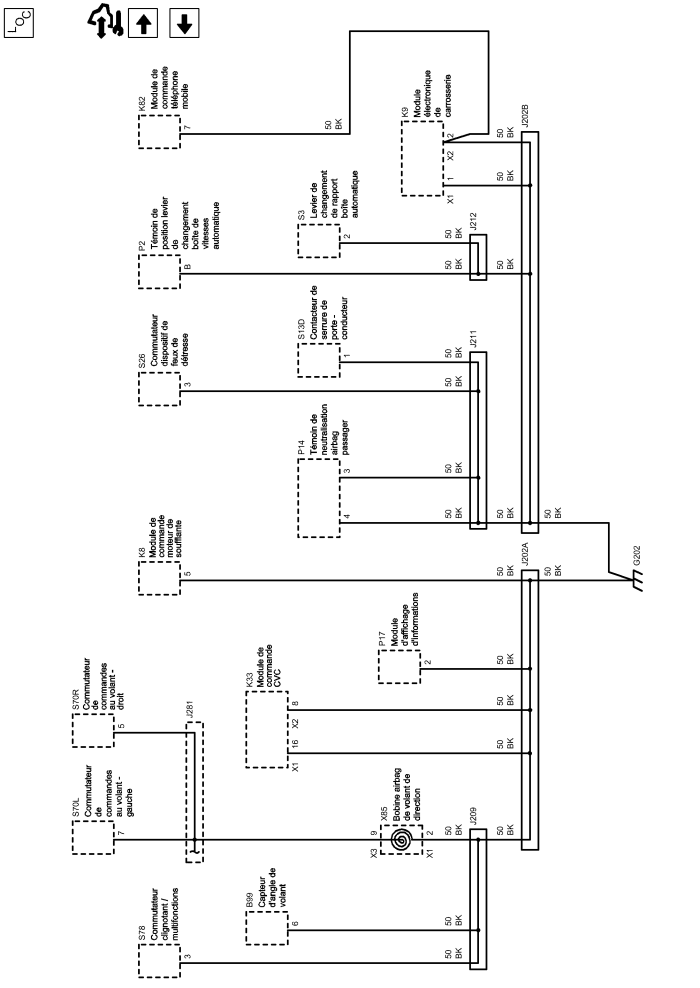 LOC
K82
Module de
commande
téléphone
mobile
7
50
BK
K9
Module
électronique
de
carrosserie
X2
2
X1
1
50
BK
50
BK
J202B
P2
Témoin de
position levier
de
changement
boîte de
vitesses
automatique
B
S3
Levier de
changement
de rapport
boîte
automatique
2
50
BK
50
BK
J212
50
BK
S26
Commutateur
dispositif de
feux de
détresse
3
S13D
Contacteur de
serrure de
porte -
conducteur
1
50
BK
50
BK
J211
P14
Témoin de
neutralisation
airbag
passager
3
4
50
BK
50
BK
50
BK
50
BK
K8
Module de
commande
moteur de
soufflante
5
50
BK
J202A
50
BK
G202
S70R
Commutateur
de
commandes
au volant -
droit
5
J281
K33
Module de
commande
CVC
X2
8
X1
16
P17
Module
d'affichage
d'informations
2
50
BK
50
BK
50
BK
S70L
Commutateur
de
commandes
au volant -
gauche
7
X85
Bobine airbag
de volant de
direction
X3
9
X1
2
50
BK
J209
50
BK
S78
Commutateur
clignotant /
multifonctions
3
B99
Capteur
d'angle de
volant
6
50
BK
50
BK